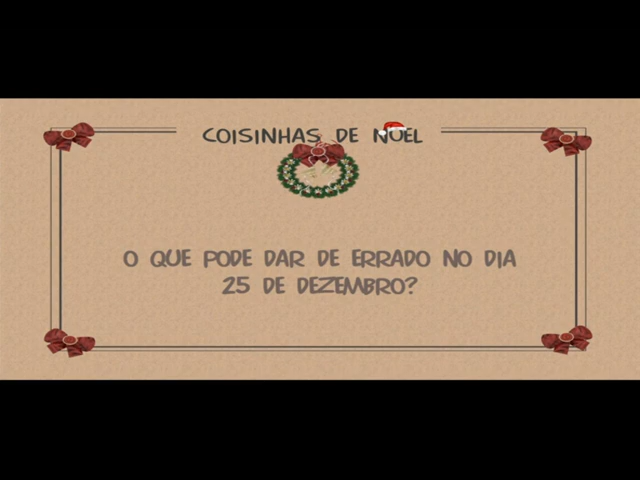 COISINHAS DE NOEL
O QUE PODE DAR DE ERRADO NO DIA
25 DE DEZEMBRO?